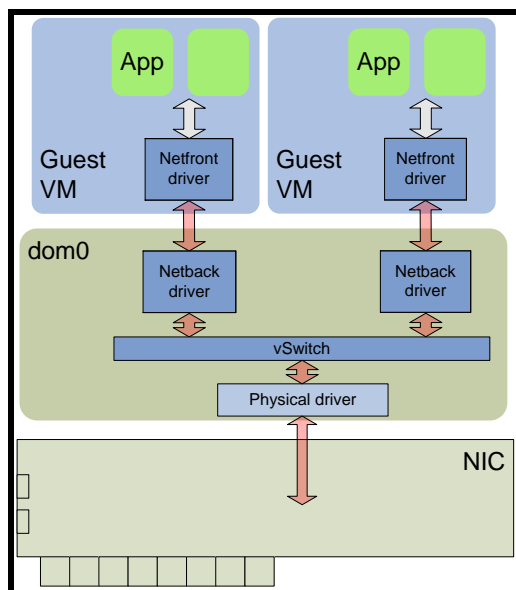 App
App
Guest
VM
Netfront
driver
Guest
VM
Netfront
driver
dom0
Netback
driver
Netback
driver
vSwitch
Physical driver
NIC